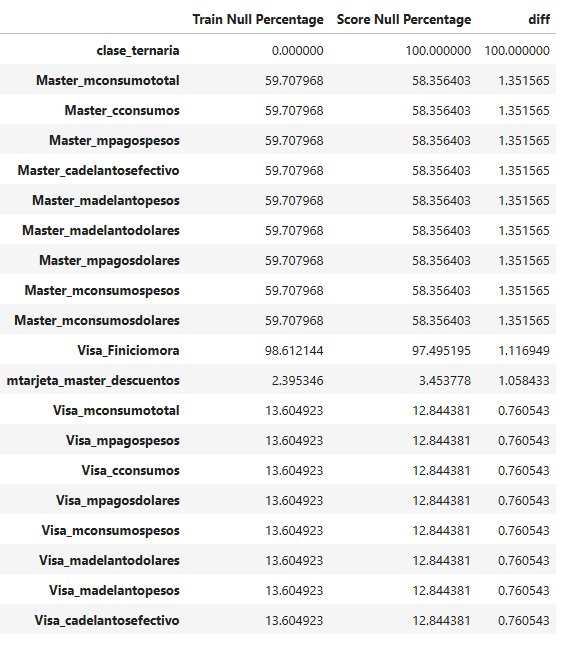 Train Null Percentage Score Null Percentage diff
clase_ternaria 0.000000 100.000000 100.000000
Master_mconsumototal 59.707968 58.356403 1.351565
Master_cconsumos 59.707968 58.356403 1.351565
Master_mpagospesos 59.707968 58.356403 1.351565
Master_cadelantosefectivo 59.707968 58.356403 1.351565
Master_madelantopesos 59.707968 58.356403 1.351565
Master_madelantodolares 59.707968 58.356403 1.351565
Master_mpagosdolares 59.707968 58.356403 1.351565
Master_mconsumospesos 59.707968 58.356403 1.351565
Master_mconsumosdolares 59.707968 58.356403 1.351565
Visa_Finiciomora 98.612144 97.495195 1.116949
mtarjeta_master_descuentos 2.395346 3.453778 1.058433
Visa_mconsumototal 13.604923 12.844381 0.760543
Visa_mpagospesos 13.604923 12.844381 0.760543
Visa_cconsumos 13.604923 12.844381 0.760543
Visa_mpagosdolares 13.604923 12.844381 0.760543
Visa_mconsumospesos 13.604923 12.844381 0.760543
Visa_madelantodolares 13.604923 12.844381 0.760543
Visa_madelantopesos 13.604923 12.844381 0.760543
Visa_cadelantosefectivo 13.604923 12.844381 0.760543